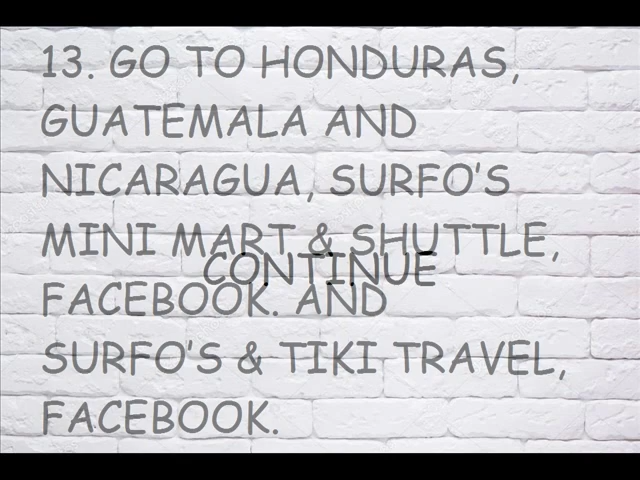 13. GO TO HONDURAS,
GUATEMALA AND
NICARAGUA, SURFO'S
MINI MART & SHUTTLE,
CONTINUE
FACEBOOK. AND
SURFO'S & TIKI TRAVEL,
FACEBOOK.